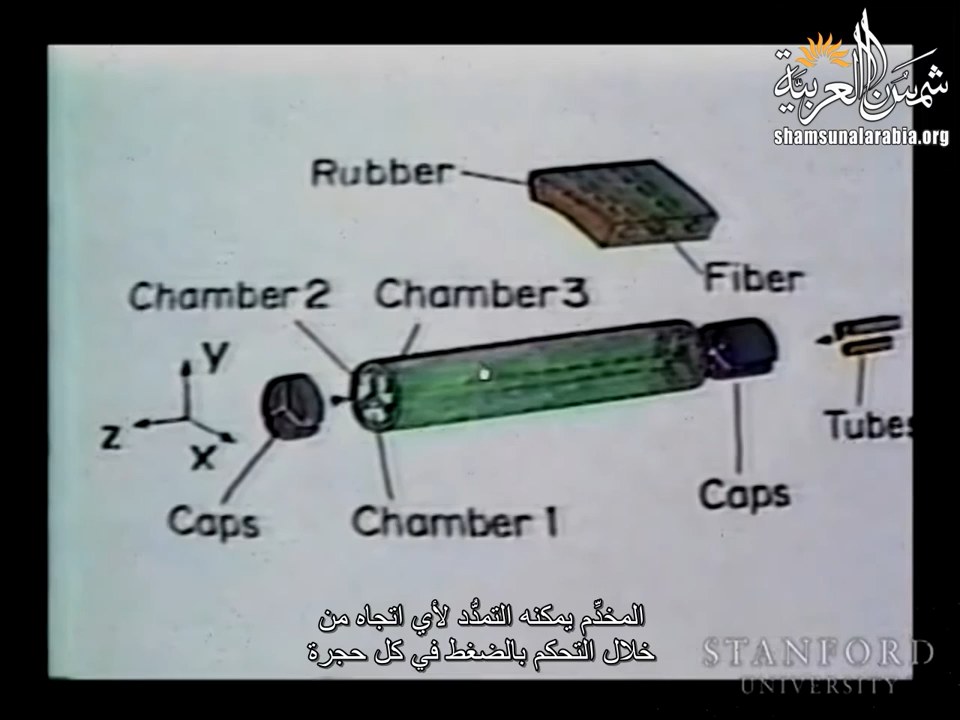 شمس العربية
shamsunalarabia.org
Rubber
Fiber
Chamber 2
Chamber 3
y
z
x
Tubes
Caps
Chamber 1
Caps
المخدِّم يمكنه التمدُّد لأي اتجاه من
خلال التحكم بالضغط في كل حجرة
STANFORD
UNIVERSITY